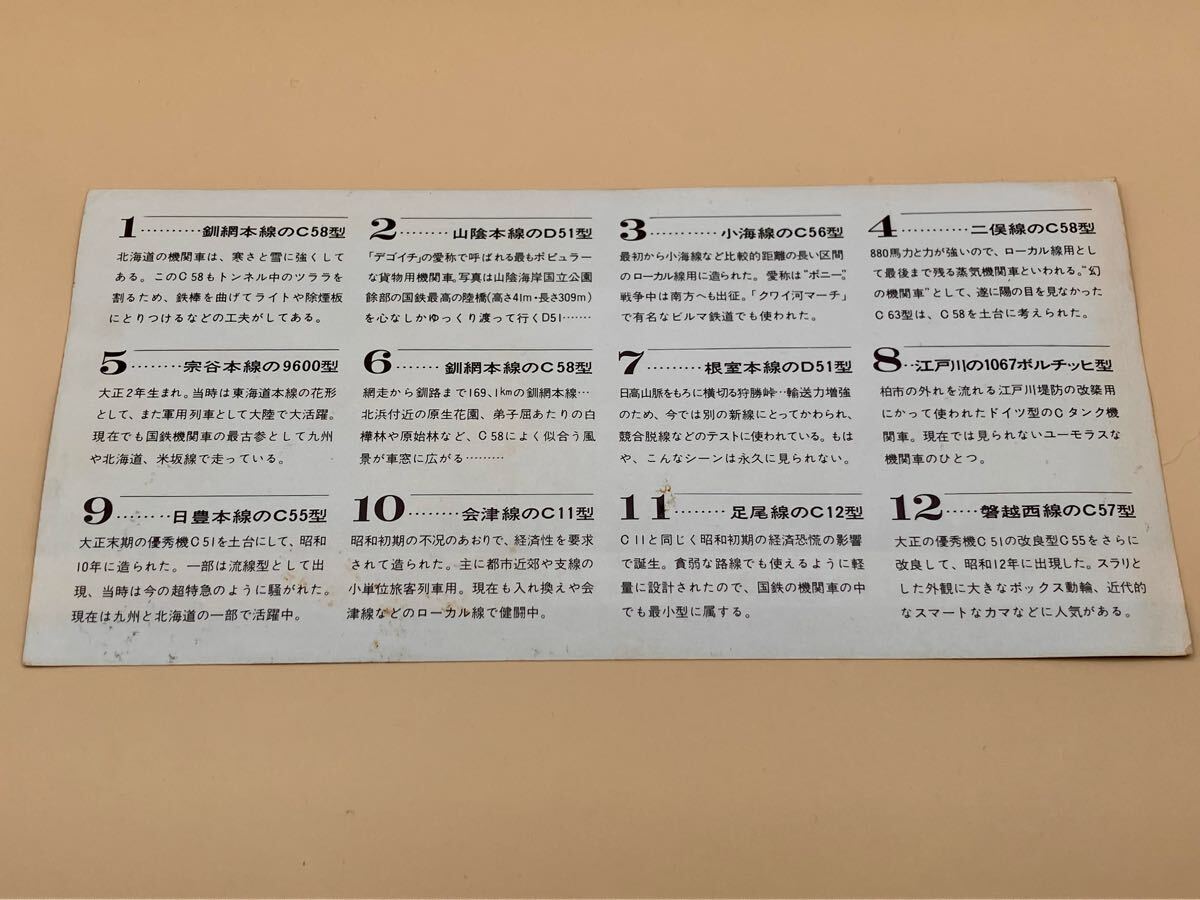 1‥‥‥‥‥釧網本線のC58型
北海道の機関車は、寒さと雪に強くして
ある。このC58もトンネル中のツララを
割るため、鉄棒を曲げてライトや除煙板
にとりつけるなどの工夫がしてある。
2‥‥‥‥山陰本線のD51型
「デゴイチ」の愛称で呼ばれる最もポピュラー
な貨物用機関車。写真は山陰海岸国立公園
餘部の国鉄最高の陸橋(高さ41m・長さ309m)
を心なしかゆっくり渡って行くD51‥‥‥
3‥‥‥‥‥‥小海線のC56型
最初から小海線など比較的距離の長い区間
のローカル線用に造られた。愛称は"ポニー"。
戦争中は南方へも出征。「クワイ河マーチ」
で有名なビルマ鉄道でも使われた。
4‥‥‥‥‥二俣線のC58型
880馬力と力が強いので、ローカル線用とし
て最後まで残る蒸気機関車といわれる。"幻
の機関車"として、遂に陽の目を見なかった
C63型は、C58を土台に考えられた。
5‥‥‥‥宗谷本線の9600型
大正2年生まれ。当時は東海道本線の花形
として、また軍用列車として大陸で大活躍。
現在でも国鉄機関車の最古参として九州
や北海道、米坂線で走っている。
6‥‥‥‥釧網本線のC58型
網走から釧路まで169.1kmの釧網本線…
北浜付近の原生花園、弟子屈あたりの白
樺林や原始林など、C58によく似合う風
景が車窓に広がる………
7‥‥‥‥‥根室本線のD51型
日高山脈をもろに横切る狩勝峠…輸送力増強
のため、今では別の新線にとってかわられ、
競合脱線などのテストに使われている。もは
や、こんなシーンは永久に見られない。
8‥江戸川の1067ボルチッヒ型
柏市の外れを流れる江戸川堤防の改築用
にかって使われたドイツ型のCタンク機
関車。現在では見られないユーモラスな
機関車のひとつ。
9‥‥‥‥日豊本線のC55型
大正末期の優秀機C51を土台にして、昭和
10年に造られた。一部は流線型として出
現、当時は今の超特急のように騒がれた。
現在は九州と北海道の一部で活躍中。
10‥‥‥‥会津線のC11型
昭和初期の不況のあおりで、経済性を要求
されて造られた。主に都市近郊や支線の
小単位旅客列車用。現在も入れ換えや会
津線などのローカル線で健闘中。
11‥‥‥‥足尾線のC12型
C11と同じく昭和初期の経済恐慌の影響
で誕生。貧弱な路線でも使えるように軽
量に設計されたので、国鉄の機関車の中
でも最小型に属する。
12‥‥‥磐越西線のC57型
大正の優秀機C51の改良型C55をさらに
改良して、昭和12年に出現した。スラリと
した外観に大きなボックス動輪、近代的
なスマートなカマなどに人気がある。